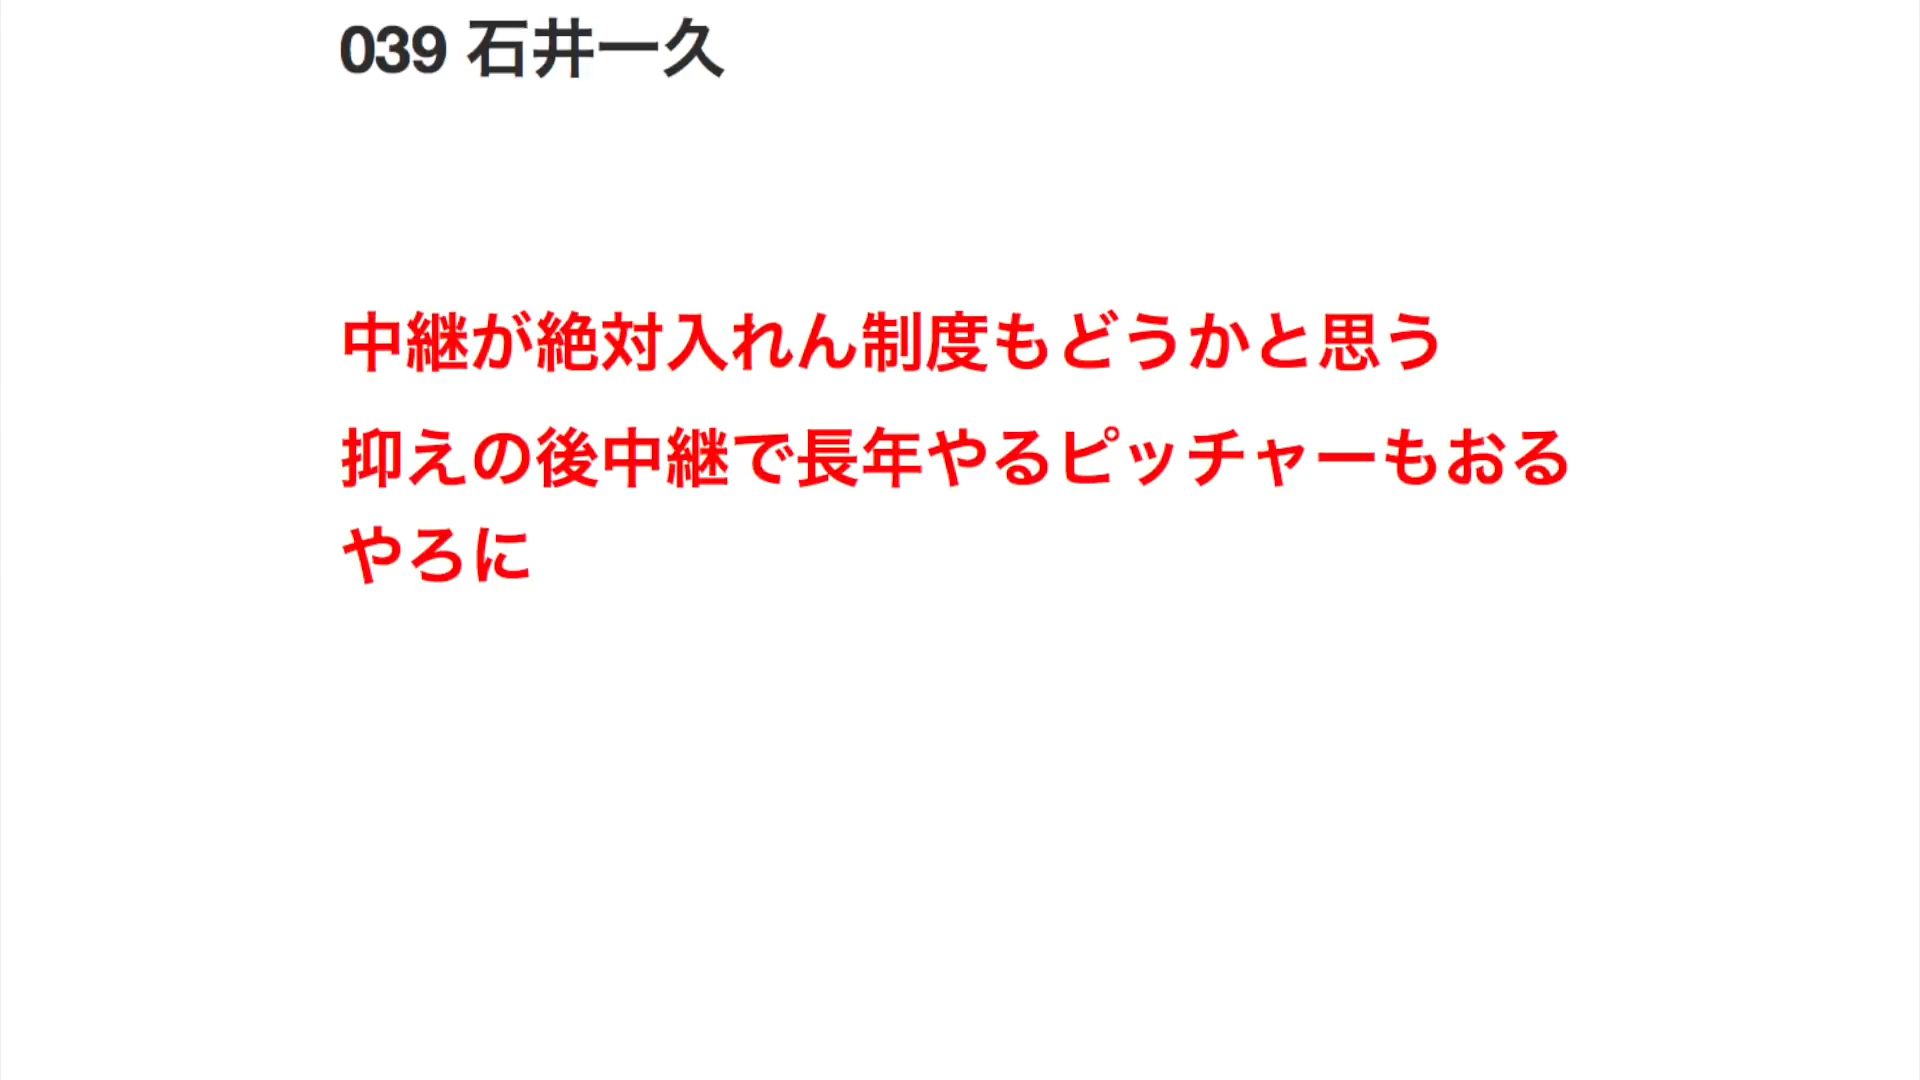 039 石井一久
中継が絶対入れん制度もどうかと思う
抑えの後中継で長年やるピッチャーもおる
やろに